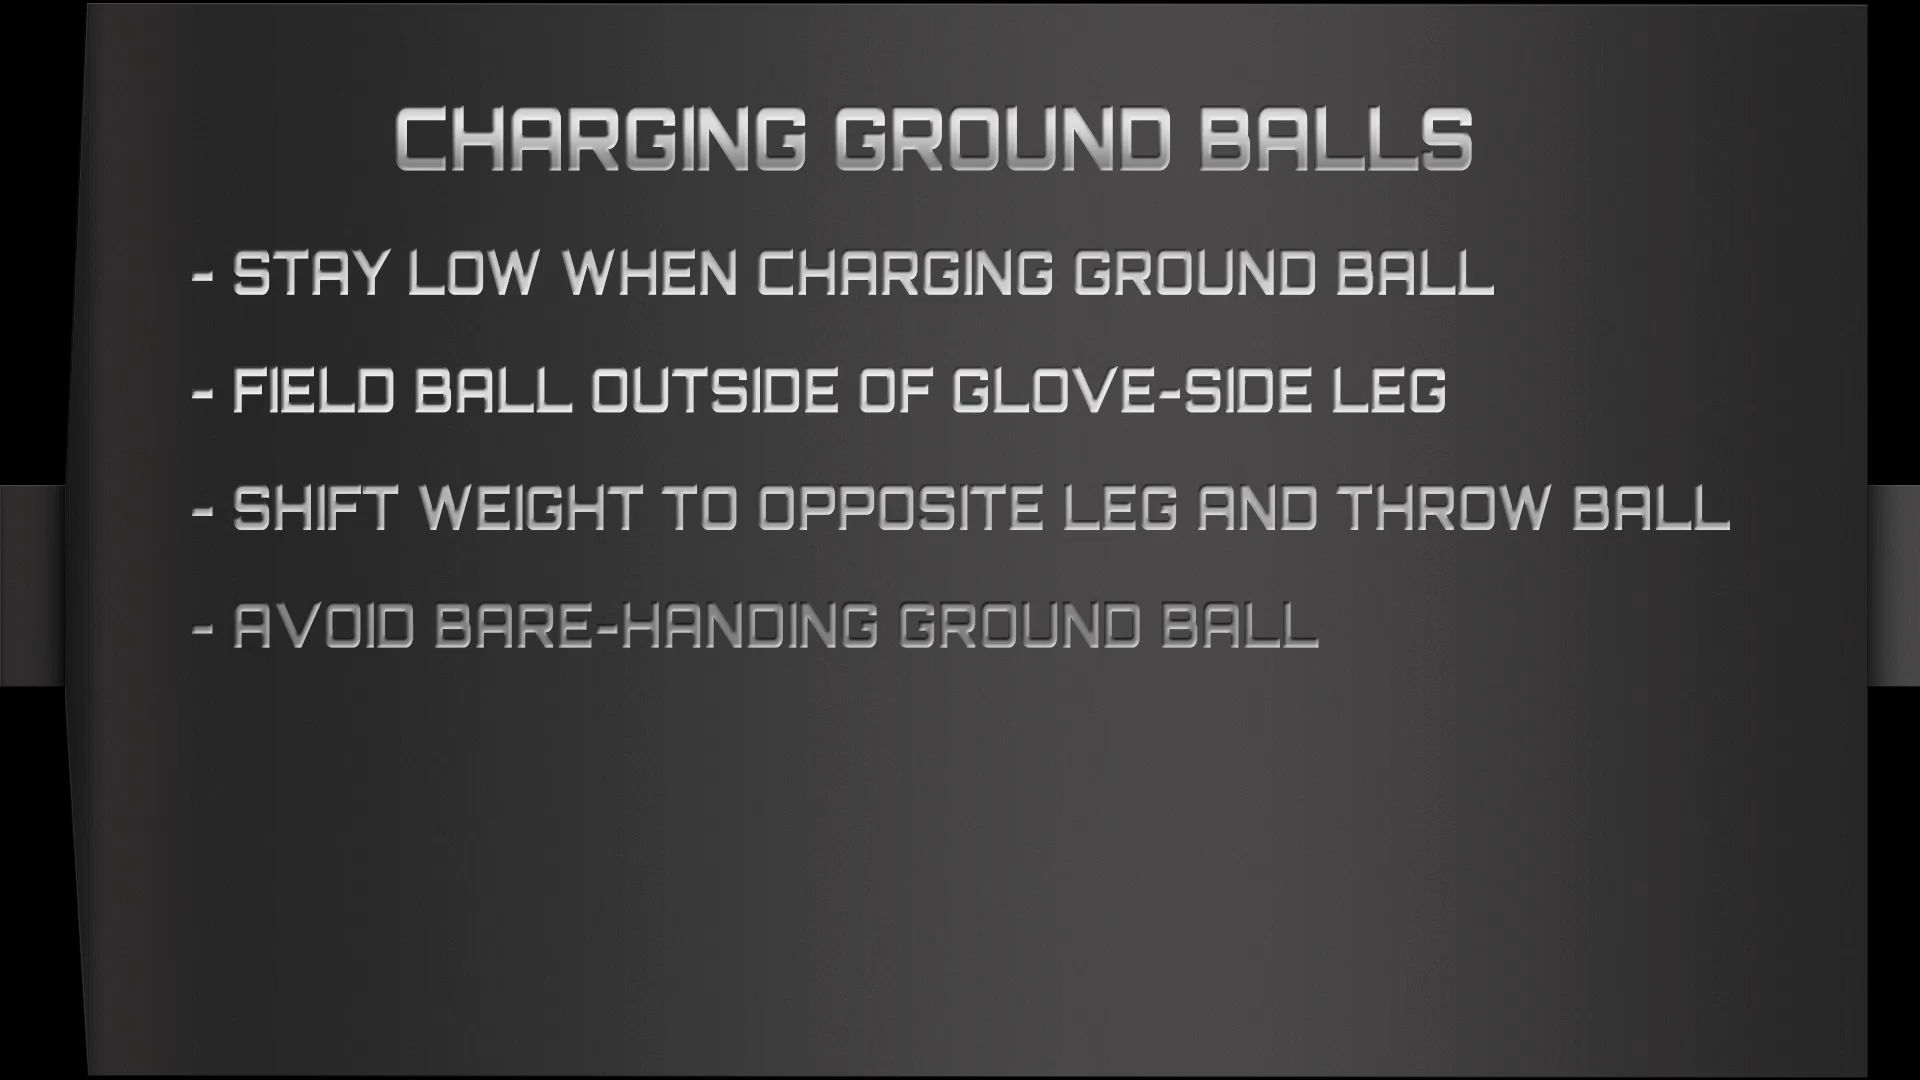 CHARGING GROUND BALLS
- STAY LOW WHEN CHARGING GROUND BALL
- FIELD BALL OUTSIDE OF GLOVE-SIDE LEG
- SHIFT WEIGHT TO OPPOSITE LEG AND THROW BALL
- AVOID BARE-HANDING GROUND BALL